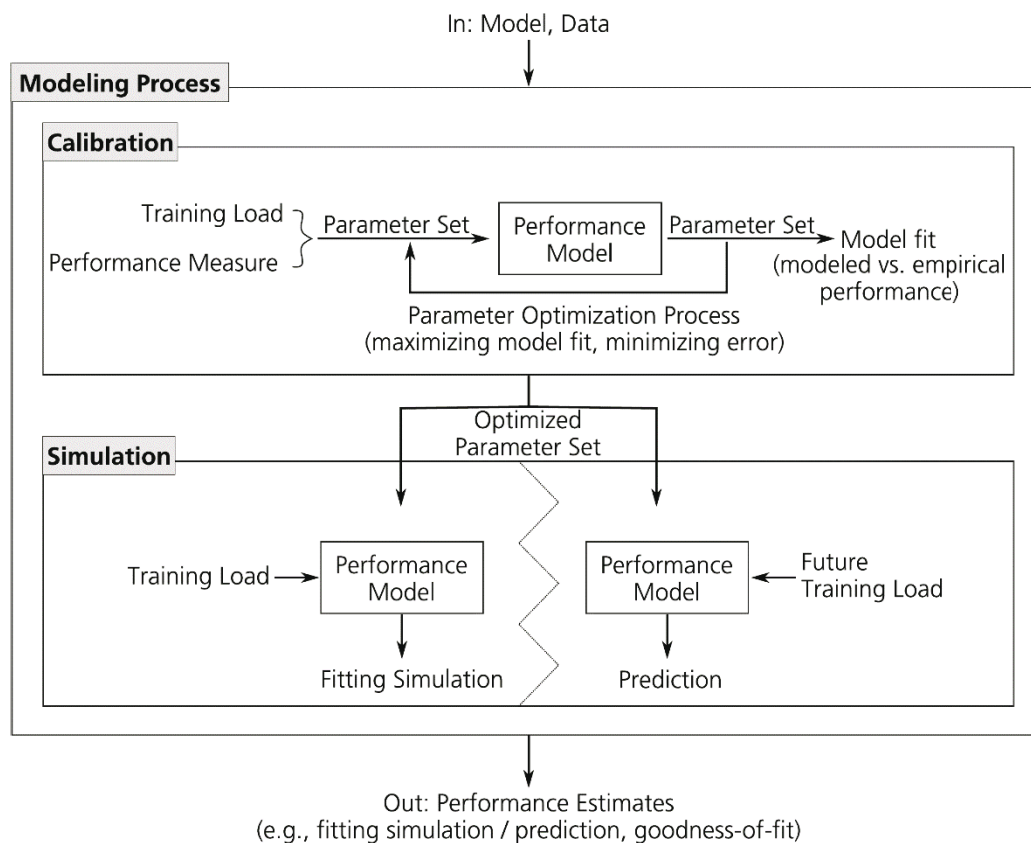 In: Model, Data
Modeling Process
Calibration
Training Load
Performance Measure
Parameter Set
Performance
Model
Parameter Set
Model fit
(modeled vs. empirical
performance)
Parameter Optimization Process
(maximizing model fit, minimizing error)
Optimized
Parameter Set
Simulation
Training Load
Performance
Model
Fitting Simulation
Performance
Model
Future
Training Load
Prediction
Out: Performance Estimates
(e.g., fitting simulation / prediction, goodness-of-fit)